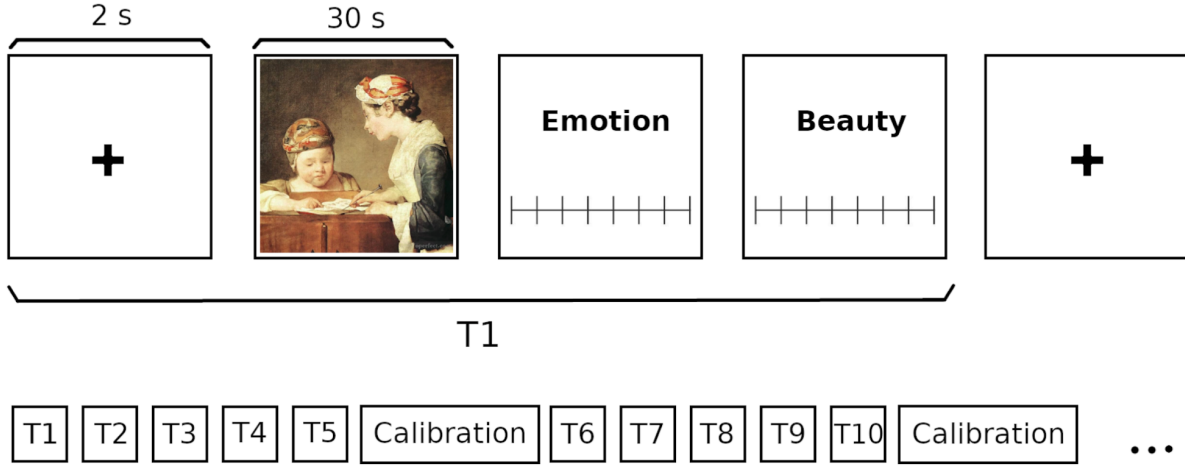 2 s 30 s
+ Emotion Beauty +
T1
T1 T2 T3 T4 T5 Calibration T6 T7 T8 T9 T10 Calibration ...